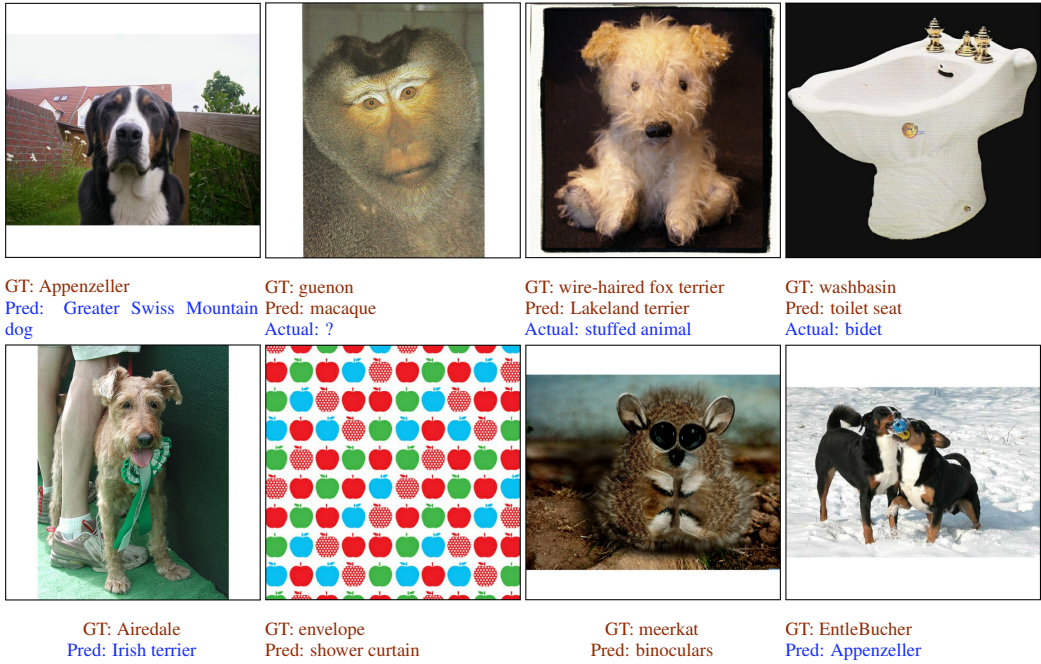 GT: Appenzeller
Pred: Greater Swiss Mountain
dog
GT: guenon
Pred: macaque
Actual: ?
GT: wire-haired fox terrier
Pred: Lakeland terrier
Actual: stuffed animal
GT: washbasin
Pred: toilet seat
Actual: bidet
GT: Airedale
Pred: Irish terrier
GT: envelope
Pred: shower curtain
GT: meerkat
Pred: binoculars
GT: EntleBucher
Pred: Appenzeller